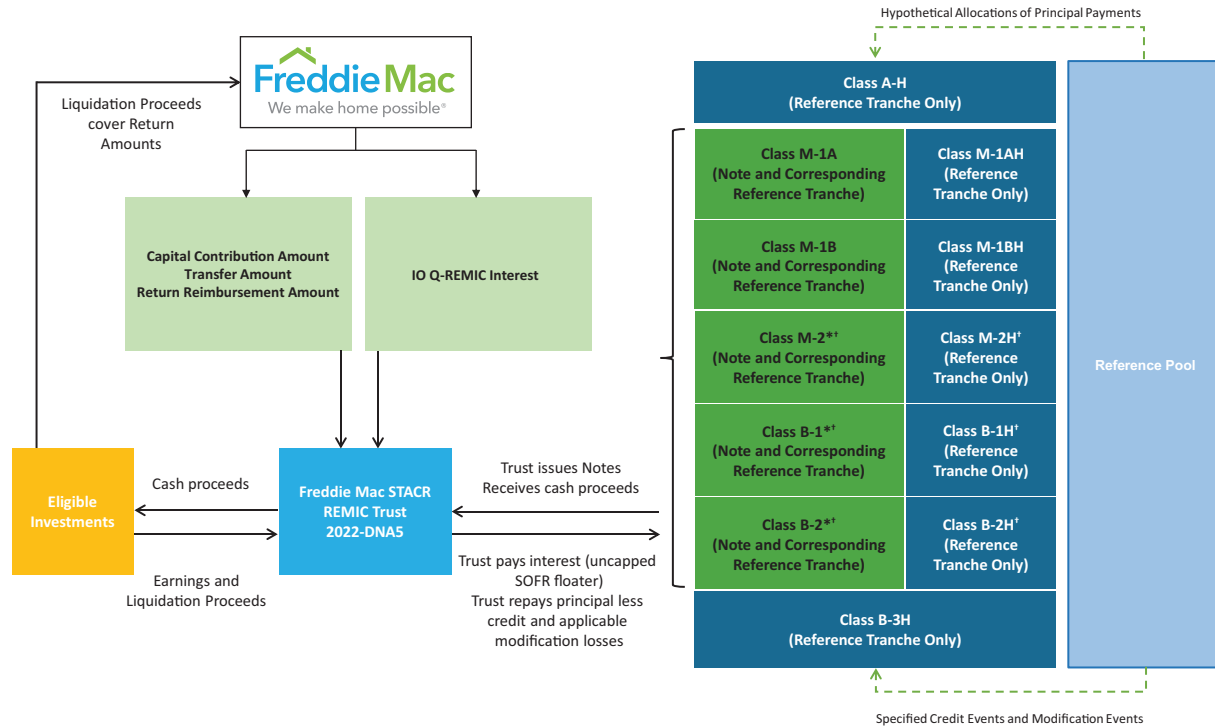 Hypothetical Allocations of Principal Payments
Freddie Mac
We make home possible®
Liquidation Proceeds
cover Return
Amounts
Capital Contribution Amount
Transfer Amount
Return Reimbursement Amount
IO Q-REMIC Interest
Eligible
Investments
Cash proceeds
Earnings and
Liquidation Proceeds
Freddie Mac STACR
REMIC Trust
2022-DNA5
Trust issues Notes
Receives cash proceeds
Trust pays interest (uncapped
SOFR floater)
Trust repays principal less
credit and applicable
modification losses
Class A-H
(Reference Tranche Only)
Class M-1A
(Note and Corresponding
Reference Tranche)
Class M-1AH
(Reference
Tranche Only)
Class M-1B
(Note and Corresponding
Reference Tranche)
Class M-1BH
(Reference
Tranche Only)
Class M-2*†
(Note and Corresponding
Reference Tranche)
Class M-2H†
(Reference
Tranche Only)
Class B-1*†
(Note and Corresponding
Reference Tranche)
Class B-1H†
(Reference
Tranche Only)
Class B-2*†
(Note and Corresponding
Reference Tranche)
Class B-2H†
(Reference
Tranche Only)
Class B-3H
(Reference Tranche Only)
Reference Pool
Specified Credit Events and Modification Events